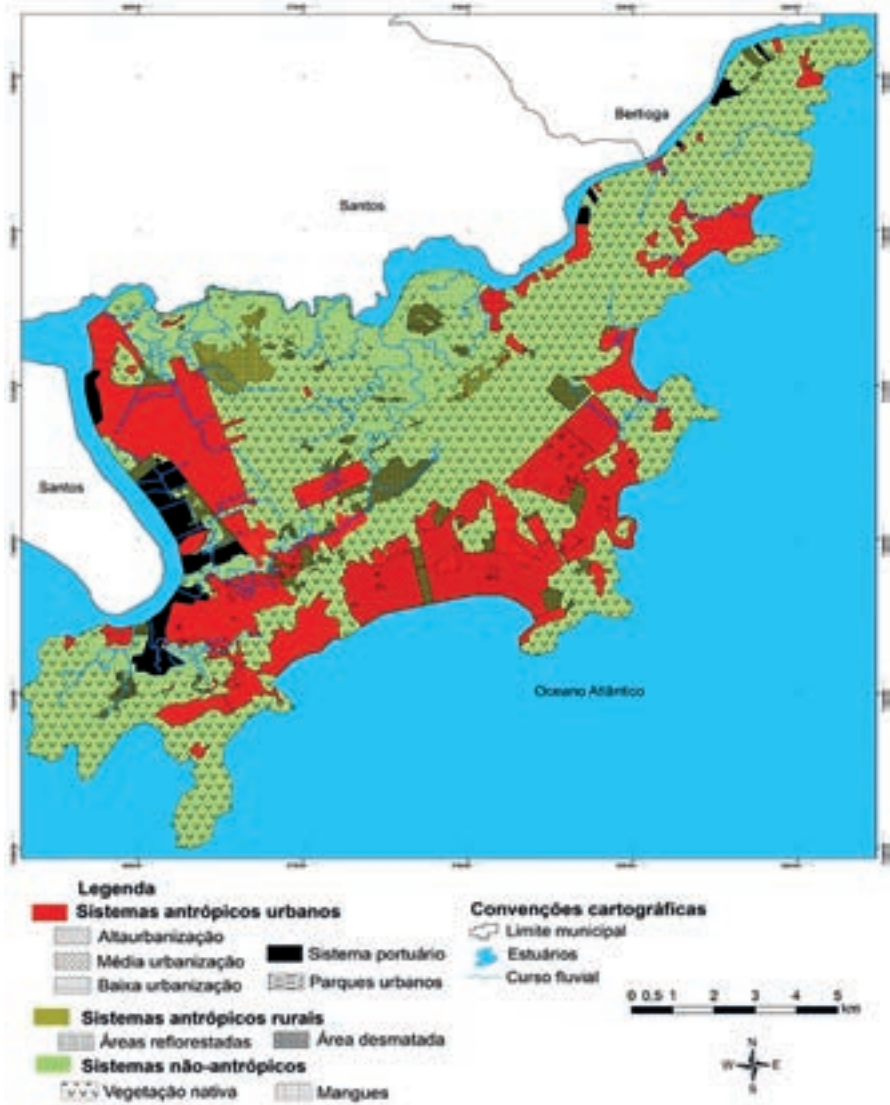 Bertioga
Santos
Santos
Oceano Atlântico
Legenda
Sistemas antrópicos urbanos
Altaurbanização
Média urbanização
Baixa urbanização
Sistema portuário
Parques urbanos
Sistemas antrópicos rurais
Áreas reflorestadas
Área desmatada
Sistemas não-antrópicos
Vegetação nativa
Mangues
Convenções cartográficas
Limite municipal
Estuários
Curso fluvial
0 0.5 1 2 3 4 5
km
N
W E
S